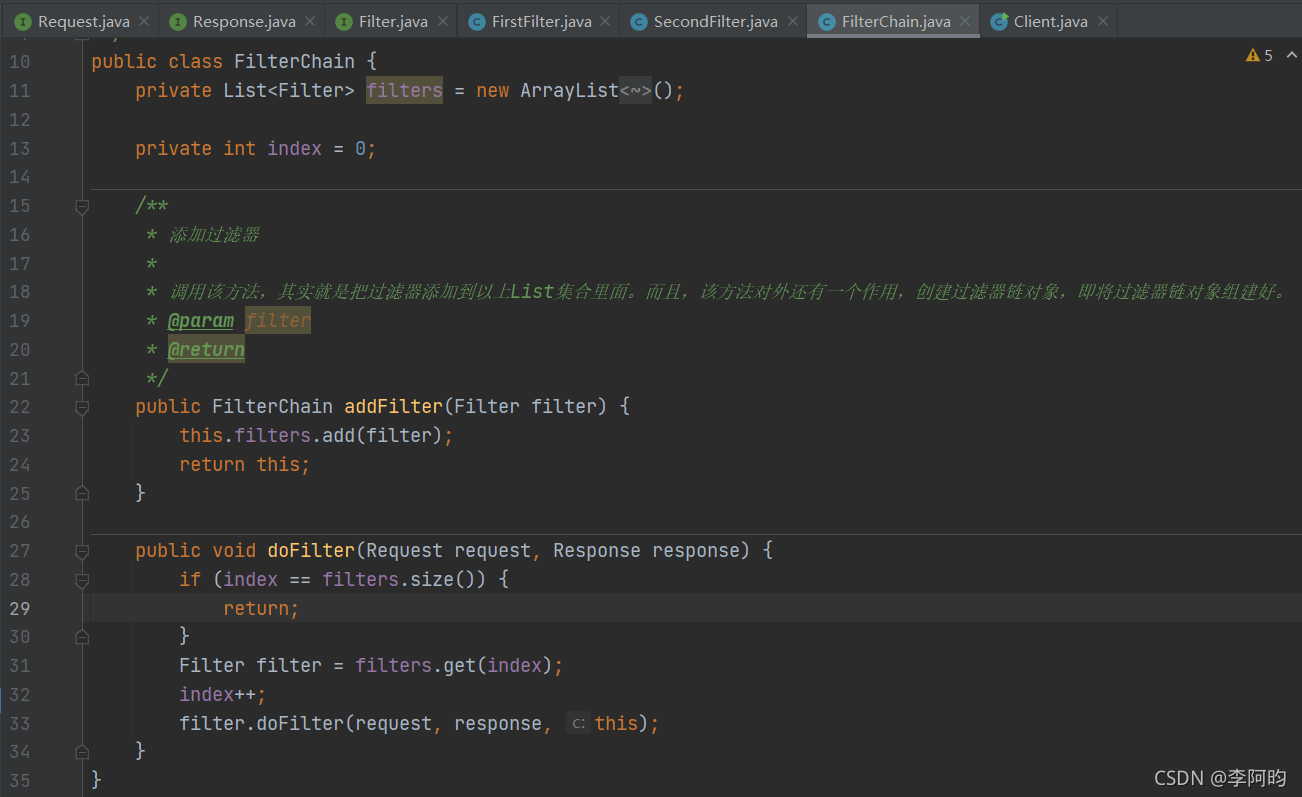 Request.java Response.java Filter.java FirstFilter.java SecondFilter.java FilterChain.java Client.java
10 public class FilterChain { 5
11 private List<Filter> filters = new ArrayList<~>();
12
13 private int index = 0;
14
15 /**
16 * 添加过滤器
17 *
18 * 调用该方法，其实就是把过滤器添加到以上List集合里面。而且，该方法对外还有一个作用，创建过滤器链对象，即将过滤器链对象组建好。
19 * @param filter
20 * @return
21 */
22 public FilterChain addFilter(Filter filter) {
23 this.filters.add(filter);
24 return this;
25 }
26
27 public void doFilter(Request request, Response response) {
28 if (index == filters.size()) {
29 return;
30 }
31 Filter filter = filters.get(index);
32 index++;
33 filter.doFilter(request, response, c: this);
34 }
35 }
CSDN @李阿昀